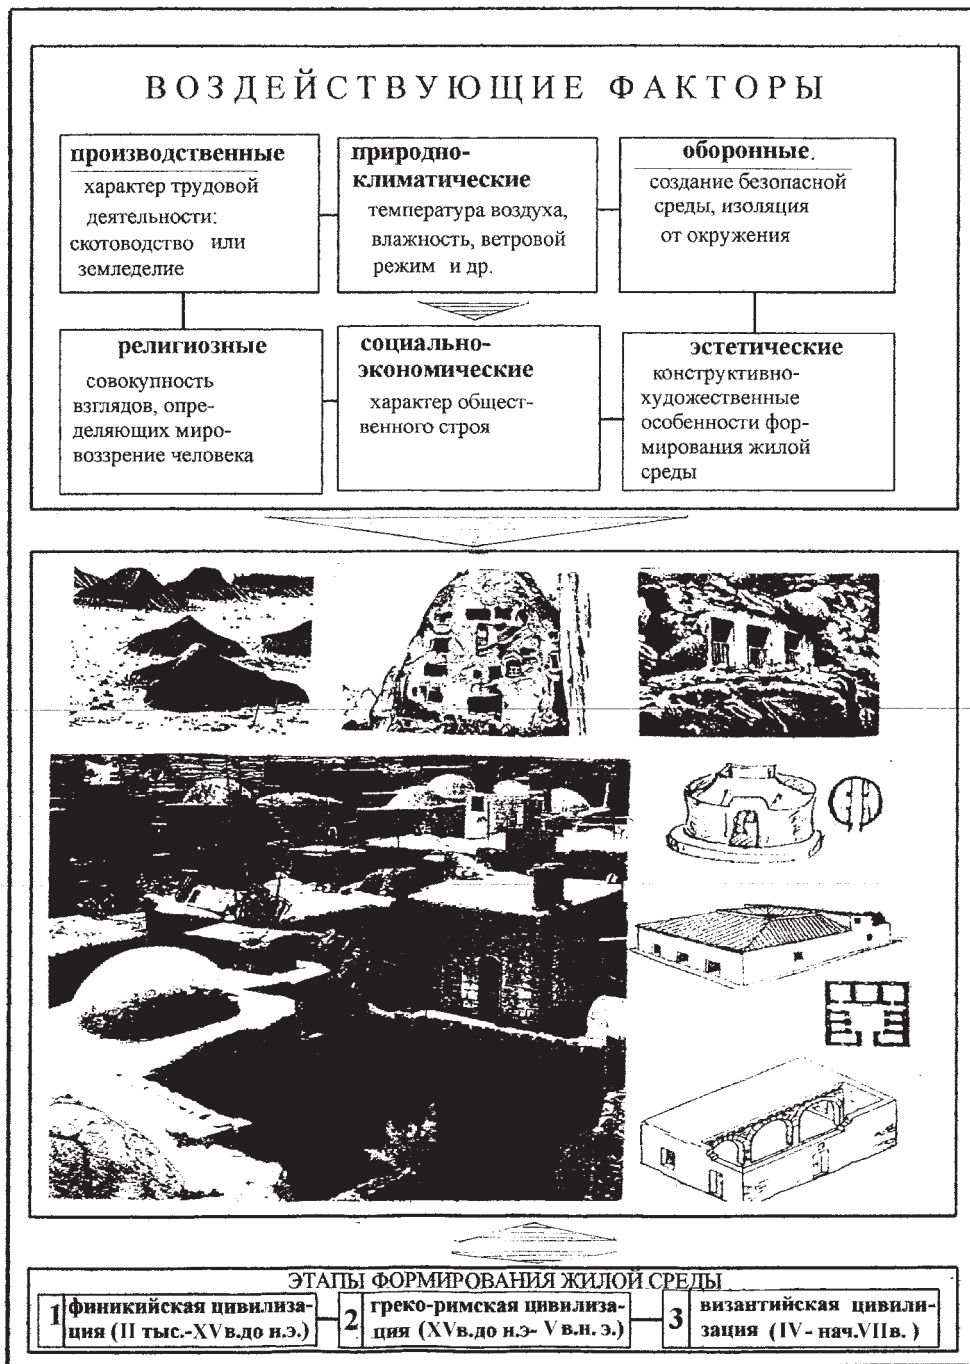 ВОЗДЕЙСТВУЮЩИЕ ФАКТОРЫ
производственные
характер трудовой
деятельности:
скотоводство или
земледелие
природно-
климатические
температура воздуха,
влажность, ветровой
режим и др.
оборонные.
создание безопасной
среды, изоляция
от окружения
религиозные
совокупность
взглядов, опре-
деляющих миро-
воззрение человека
социально-
экономические
характер общест-
венного строя
эстетические
конструктивно-
художественные
особенности фор-
мирования жилой
среды
ЭТАПЫ ФОРМИРОВАНИЯ ЖИЛОЙ СРЕДЫ
1
финикийская цивилиза-
ция (II тыс.-XVв.до н.э.)
2
греко-римская цивилиза-
ция (XVв.до н.э- Vв.н. э.)
3
византийская цивили-
зация (IV- нач.VIIв. )